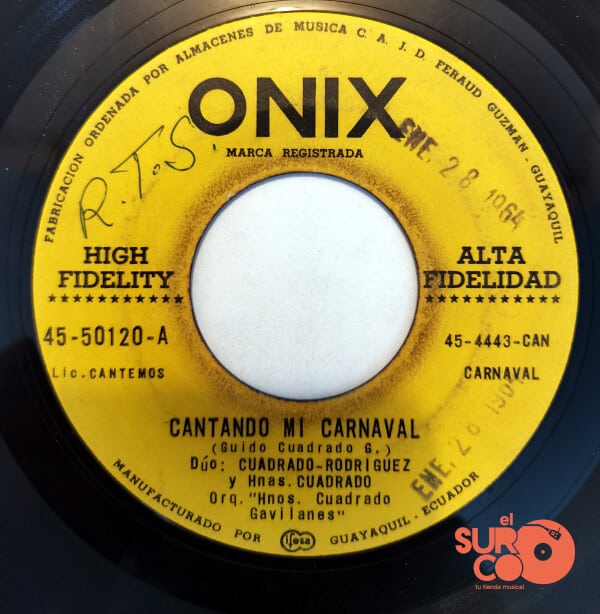 FABRICACION ORDENADA POR ALMACENES DE MUSICA C. A. J. D. FERAUD GUZMAN - GUAYAQUIL
ONIX
MARCA REGISTRADA
R.T.S.
ENE. 28 1964
HIGH
FIDELITY
ALTA
FIDELIDAD
45-50120-A
45-4443-CAN
Lic. CANTEMOS
CARNAVAL
CANTANDO MI CARNAVAL
(Guido Cuadrado G.)
Dúo: CUADRADO-RODRIGUEZ
y Hnas. CUADRADO
Orq. "Hnos. Cuadrado
Gavilanes"
ENE. 28 1964
MANUFACTURADO POR ifesa GUAYAQUIL - ECUADOR
el
SURCO
tu tienda musical